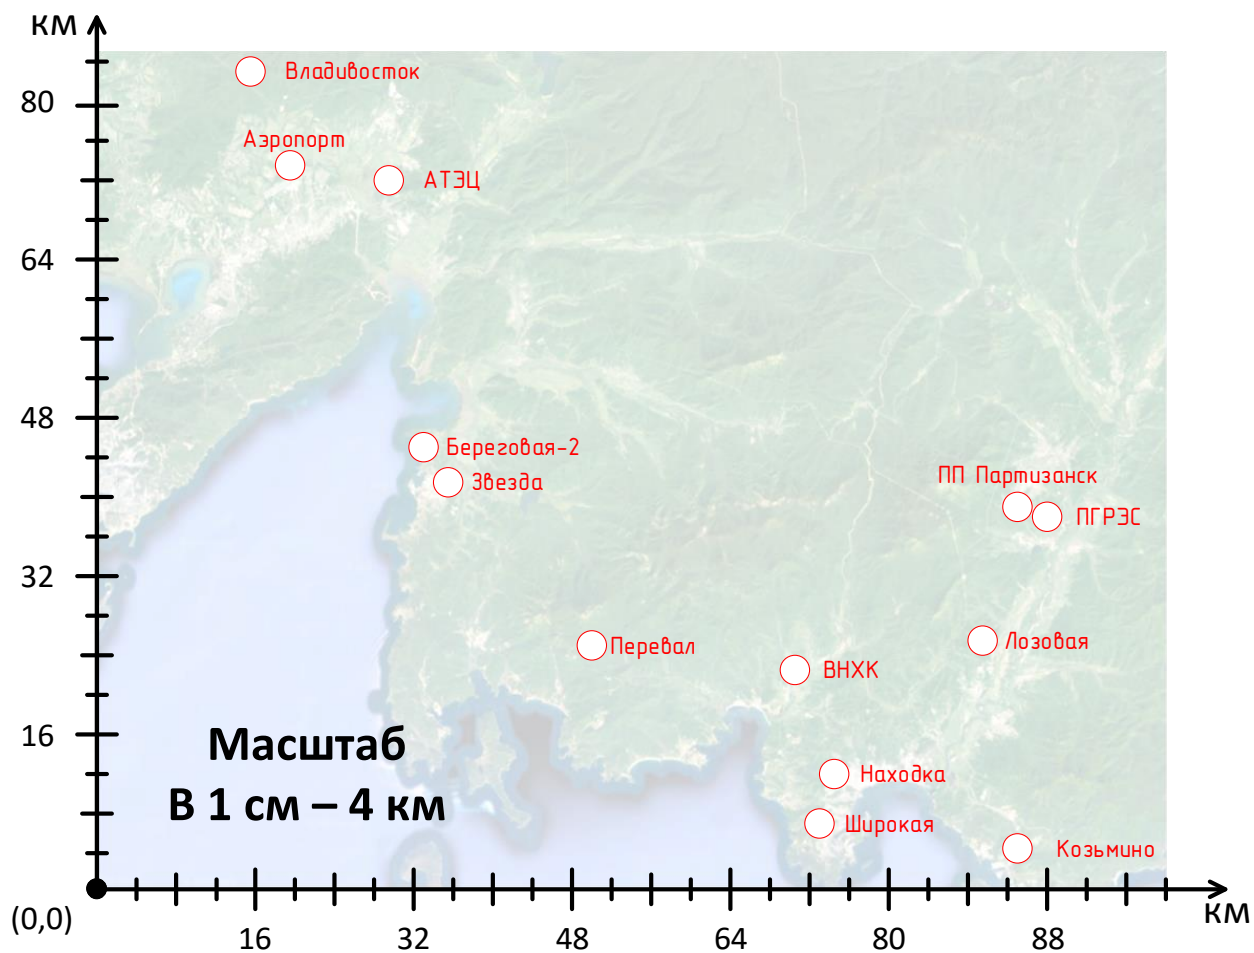 км
Владивосток
80
Аэропорт
АТЭЦ
64
48
Береговая-2
Звезда
ПП Партизанск
ПГРЭС
32
Перевал
Лозовая
ВНХК
16
Масштаб
В 1 см – 4 км
Находка
Широкая
Козьмино
(0,0)
км
16 32 48 64 80 88